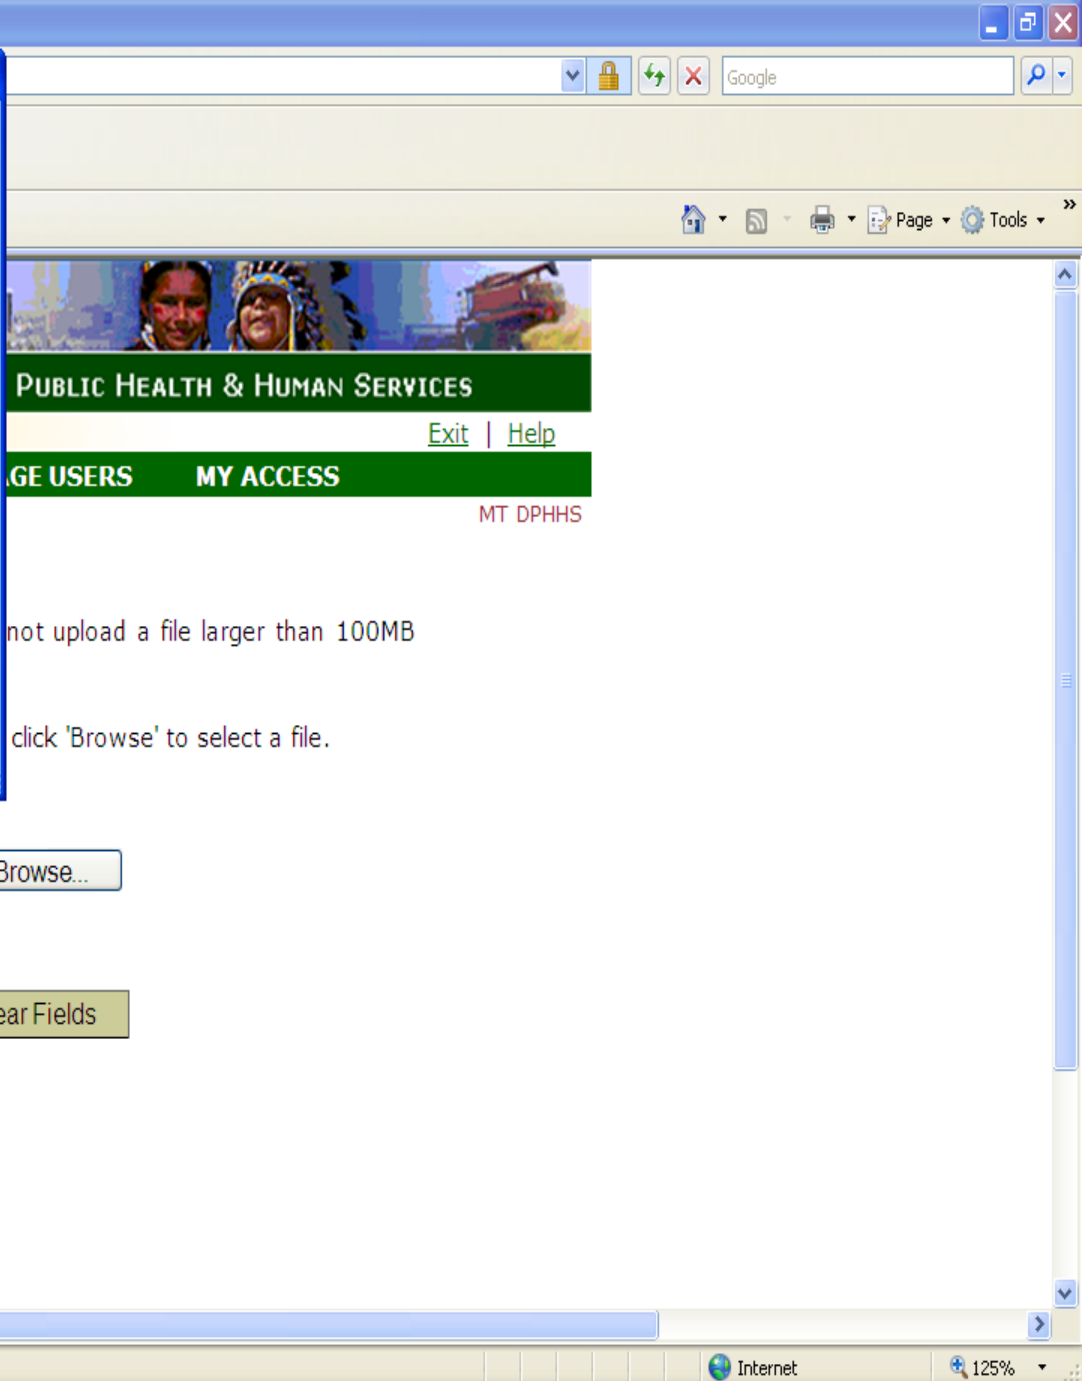 Google
Page
Tools
»
PUBLIC HEALTH & HUMAN SERVICES
Exit | Help
GE USERS MY ACCESS
MT DPHHS
not upload a file larger than 100MB
click 'Browse' to select a file.
Browse...
ear Fields
Internet
125%